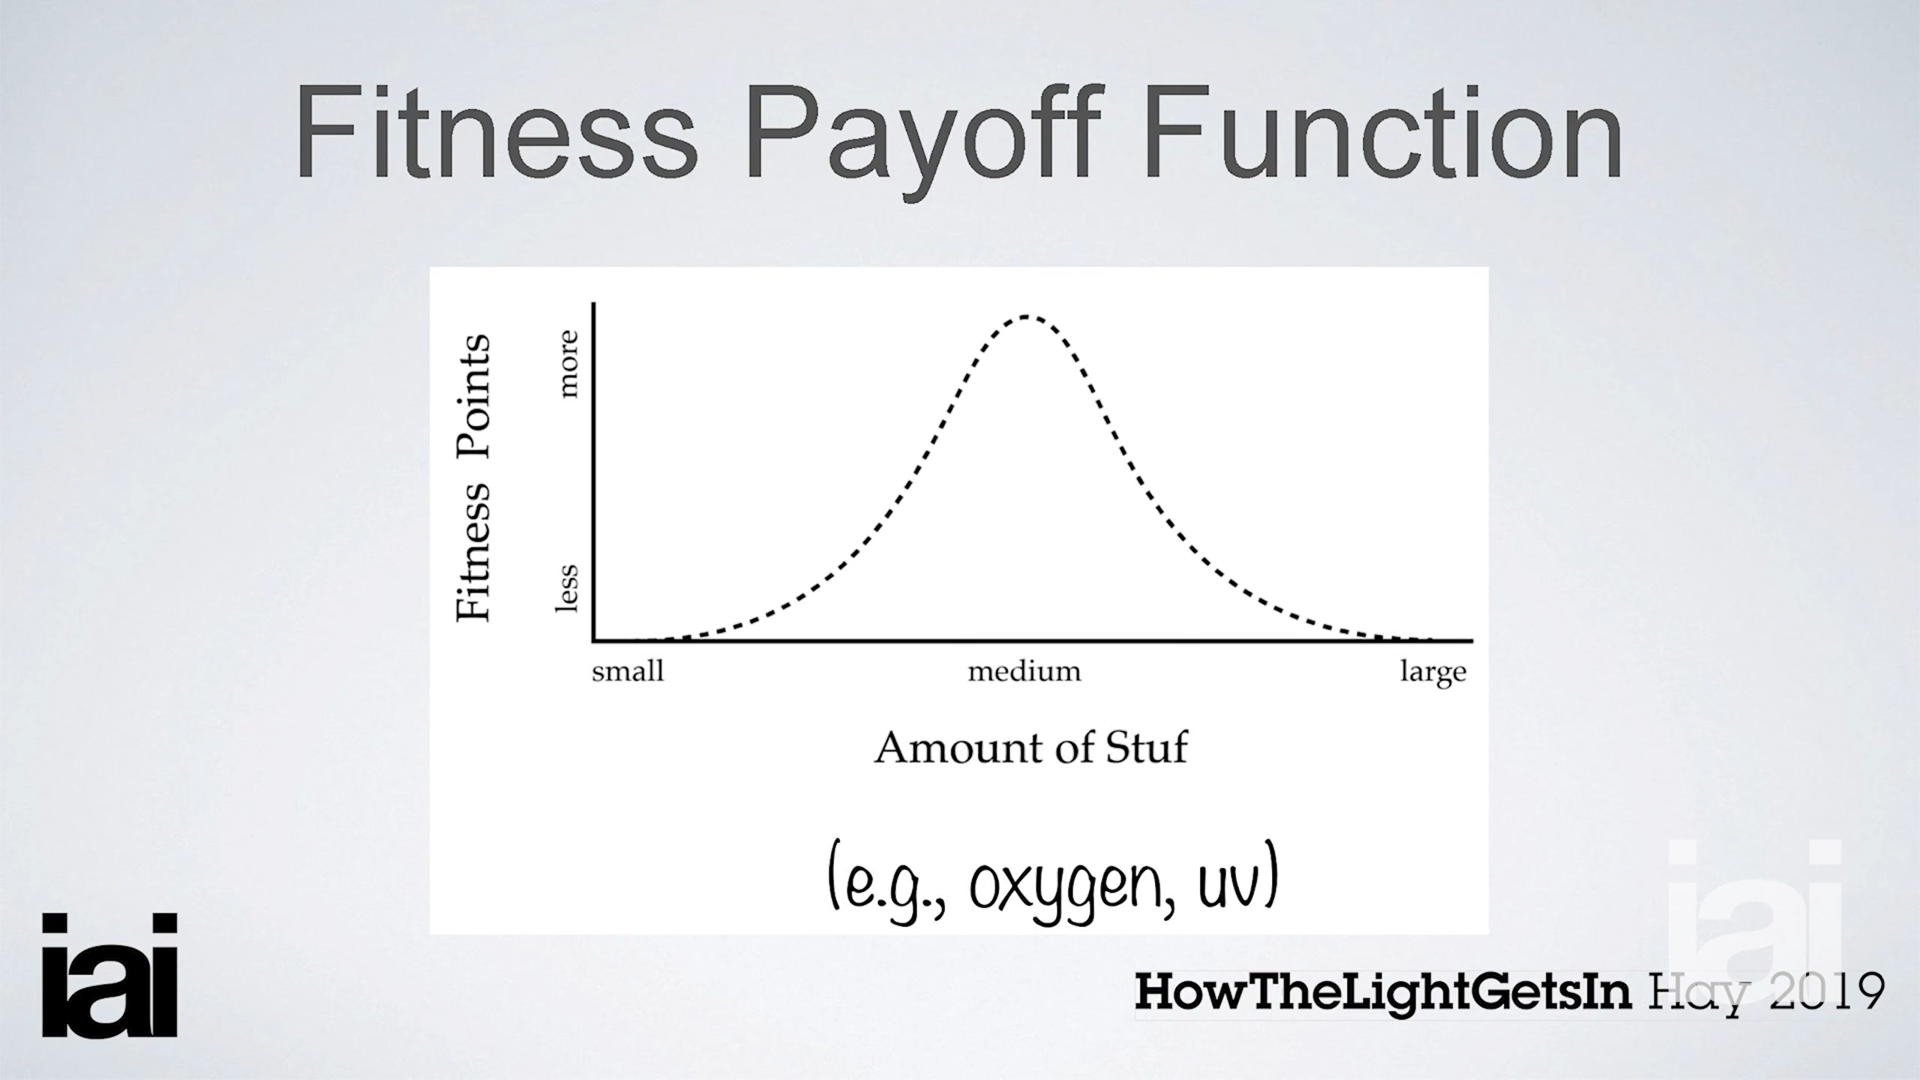 Fitness Payoff Function
Fitness Points
more
less
small medium large
Amount of Stuf
(e.g., oxygen, uv)
iai
iai
HowTheLightGetsIn Hay 2019